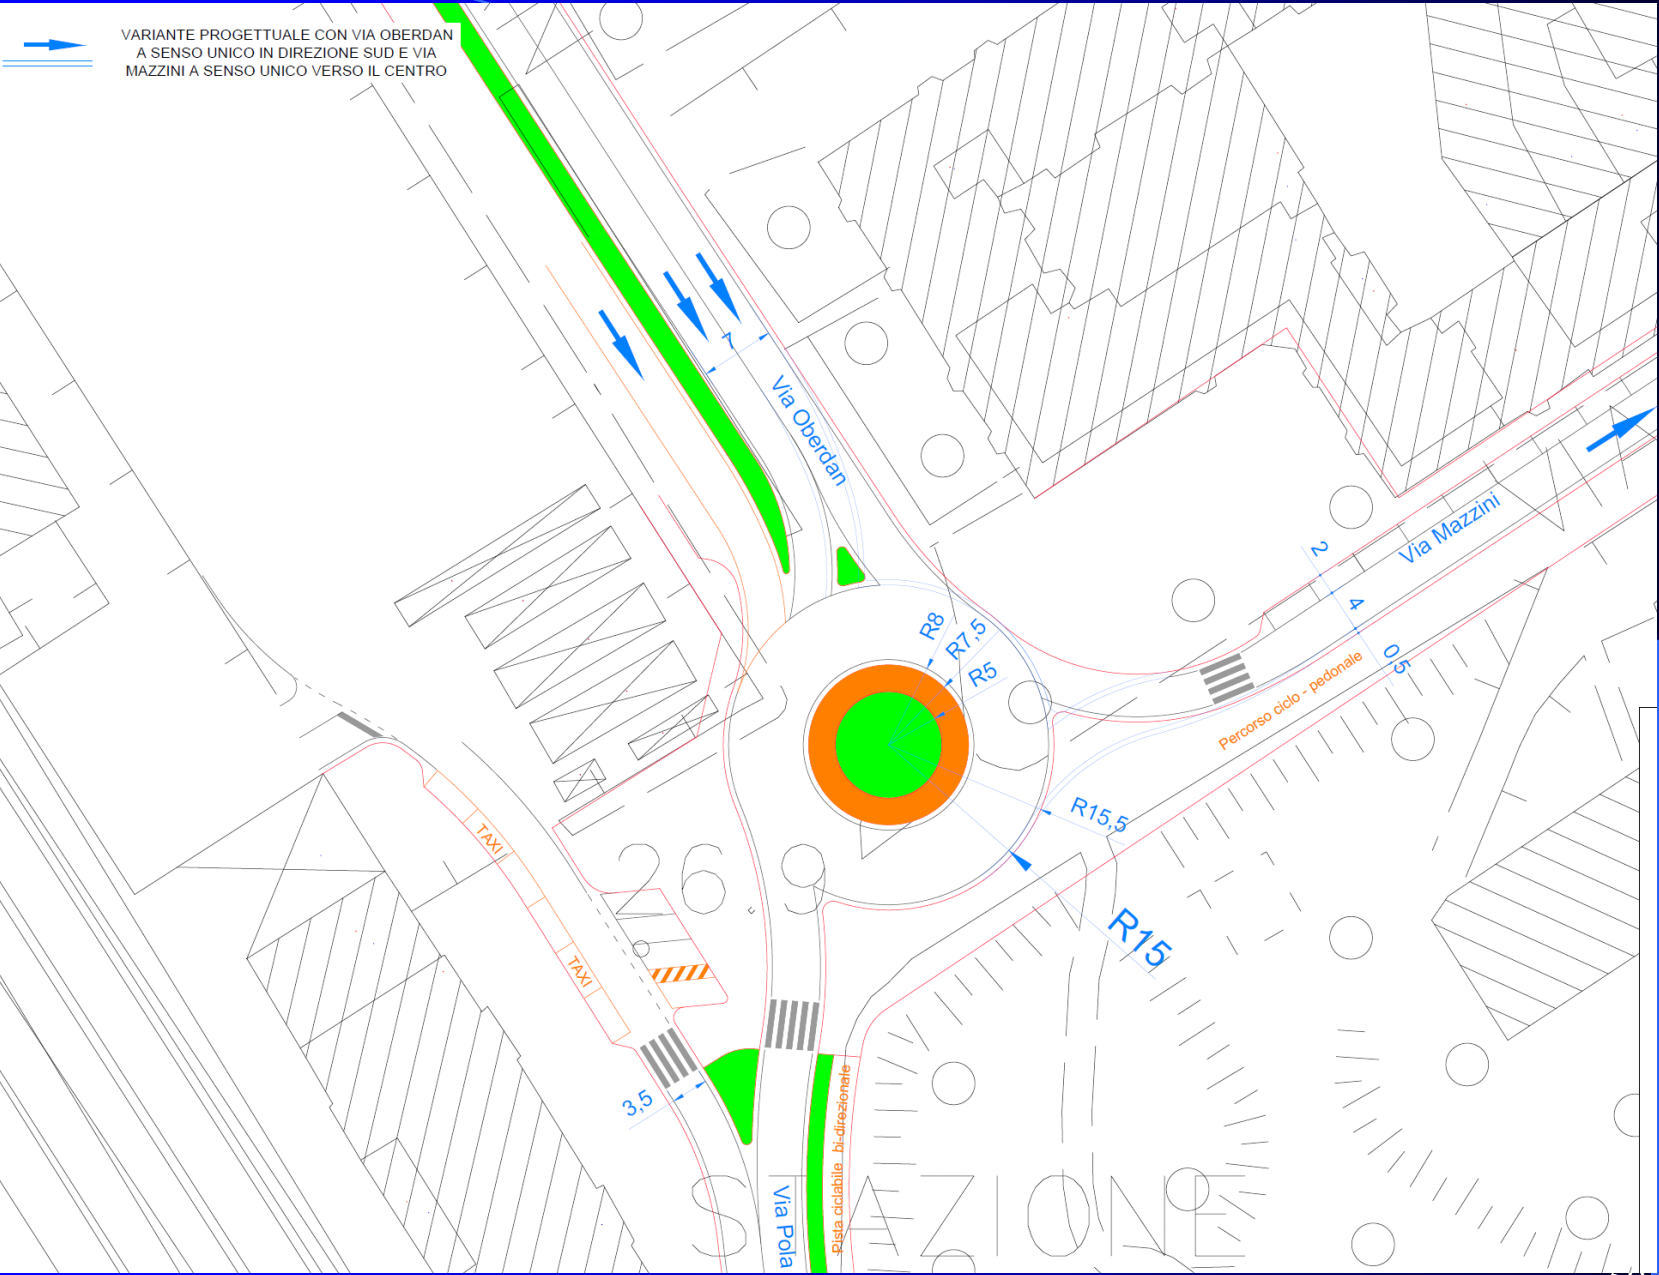 VARIANTE PROGETTUALE CON VIA OBERDAN
A SENSO UNICO IN DIREZIONE SUD E VIA
MAZZINI A SENSO UNICO VERSO IL CENTRO
7
Via Oberdan
Via Mazzini
2
4
0,5
Percorso ciclo - pedonale
R8
R7,5
R5
R15,5
R15
TAXI
TAXI
26
3,5
Pista ciclabile bi-direzionale
Via Pola
STAZIONE